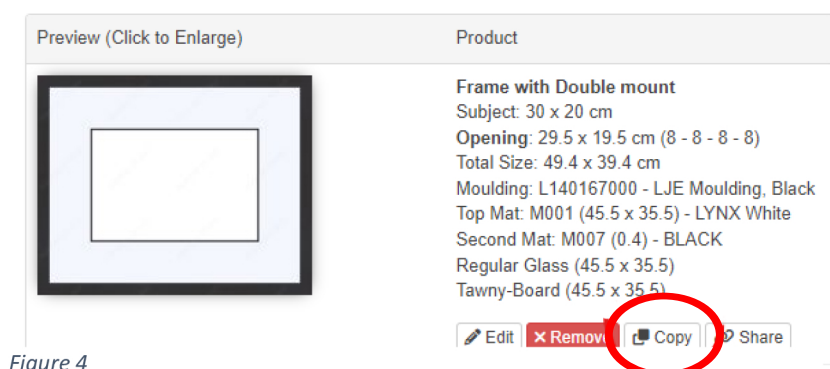 Preview (Click to Enlarge)
Product
Frame with Double mount
Subject: 30 x 20 cm
Opening: 29.5 x 19.5 cm (8 - 8 - 8 - 8)
Total Size: 49.4 x 39.4 cm
Moulding: L140167000 - LJE Moulding, Black
Top Mat: M001 (45.5 x 35.5) - LYNX White
Second Mat: M007 (0.4) - BLACK
Regular Glass (45.5 x 35.5)
Tawny-Board (45.5 x 35.5)
Edit Remove Copy Share
Figure 4